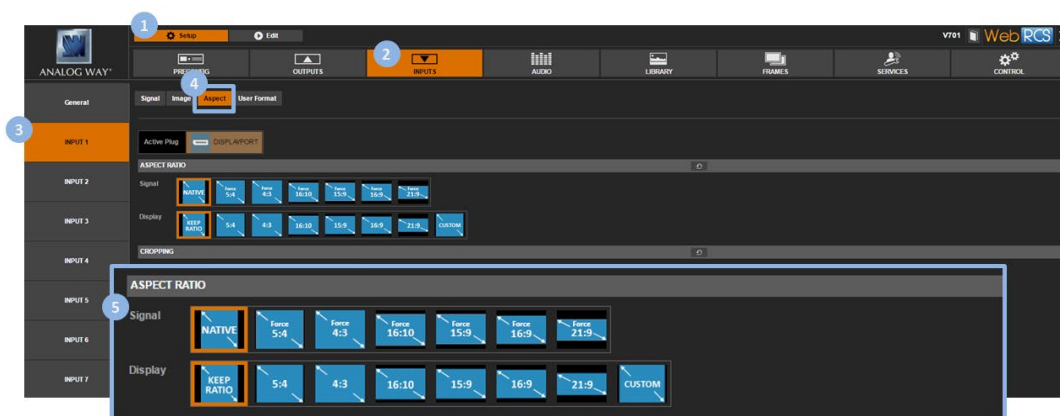 1
Setup
Edit
V701
Web RCS
ANALOG WAY®
PRECONFIG
OUTPUTS
2
INPUTS
AUDIO
LIBRARY
FRAMES
SERVICES
CONTROL
4
General
Signal
Image
Aspect
User Format
3
INPUT 1
Active Plug
DISPLAYPORT
ASPECT RATIO
INPUT 2
Signal
NATIVE
Force 5:4
Force 4:3
Force 16:10
Force 15:9
Force 16:9
Force 21:9
INPUT 3
Display
KEEP RATIO
5:4
4:3
16:10
15:9
16:9
21:9
CUSTOM
INPUT 4
CROPPING
INPUT 5
INPUT 6
INPUT 7
ASPECT RATIO
5
Signal
NATIVE
Force 5:4
Force 4:3
Force 16:10
Force 15:9
Force 16:9
Force 21:9
Display
KEEP RATIO
5:4
4:3
16:10
15:9
16:9
21:9
CUSTOM